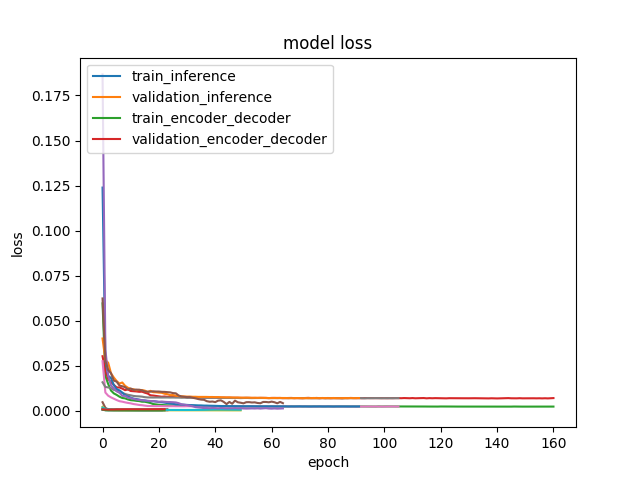 model loss
train_inference
validation_inference
train_encoder_decoder
validation_encoder_decoder
0.175
0.150
0.125
0.100
0.075
0.050
0.025
0.000
loss
0 20 40 60 80 100 120 140 160
epoch